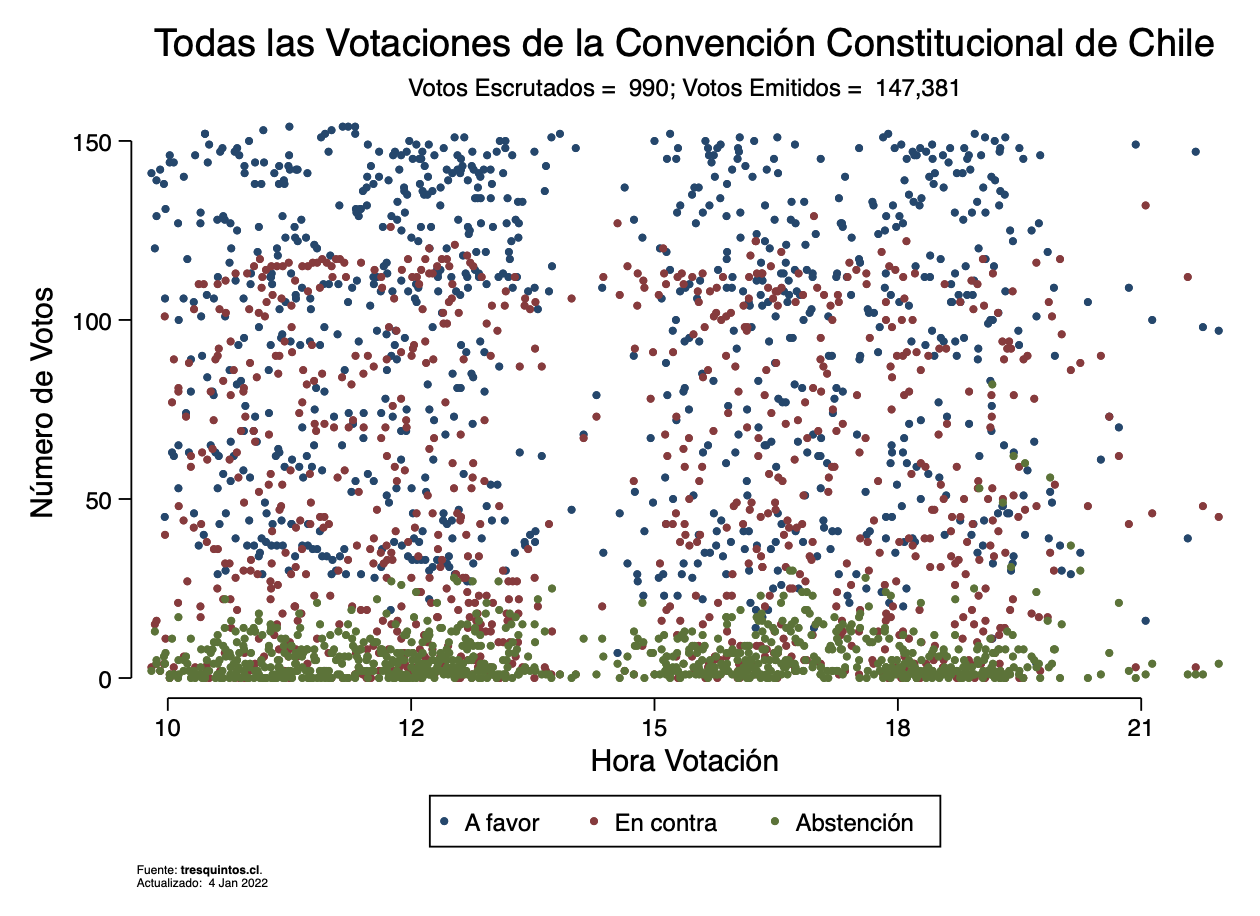 Todas las Votaciones de la Convención Constitucional de Chile
Votos Escrutados =  990; Votos Emitidos =  147,381
Número de Votos
150
100
50
0
10 12 15 18 21
Hora Votación
A favor En contra Abstención
Fuente: tresquintos.cl.
Actualizado:  4 Jan 2022